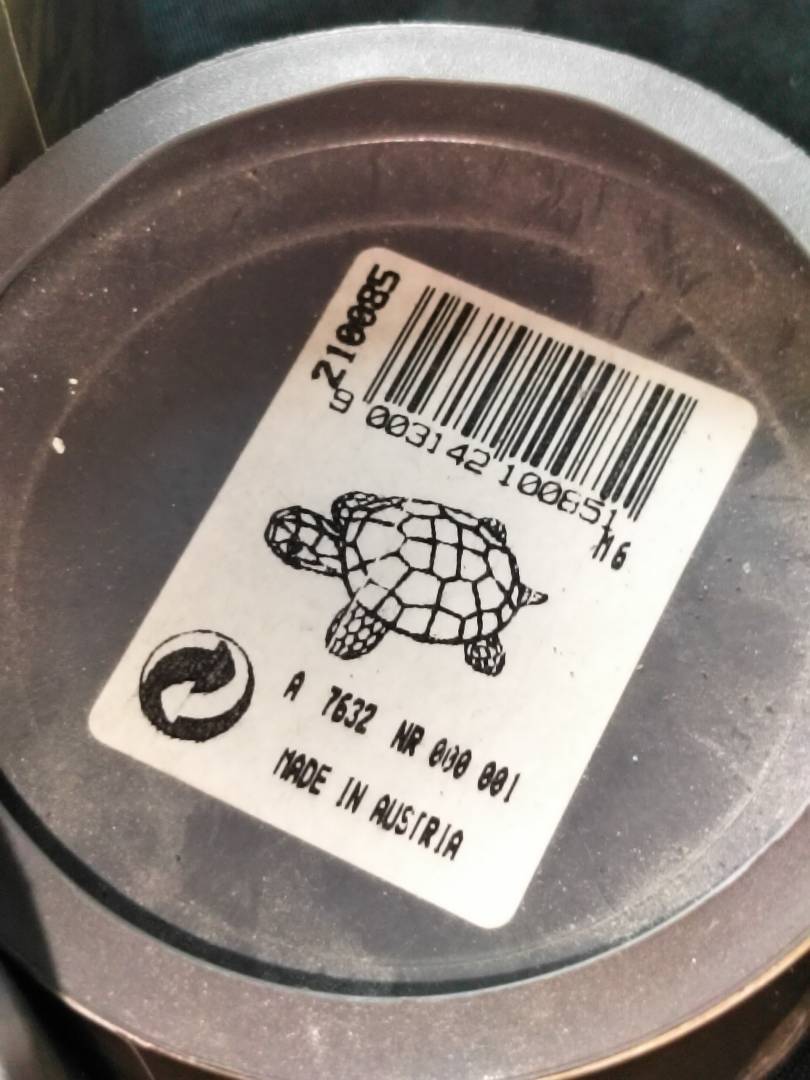 210085
9 003142 100851
M6
A 7632 NR 000 001
MADE IN AUSTRIA